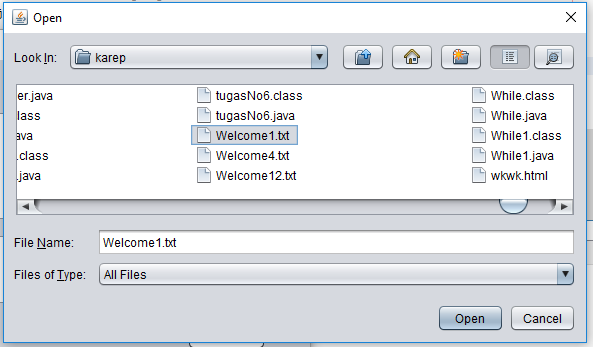 Open
Look In: karep
er.java tugasNo6.class While.class
lass tugasNo6.java While.java
ava Welcome1.txt While1.class
.class Welcome4.txt While1.java
.java Welcome12.txt wkwk.html
File Name: Welcome1.txt
Files of Type: All Files
Open Cancel